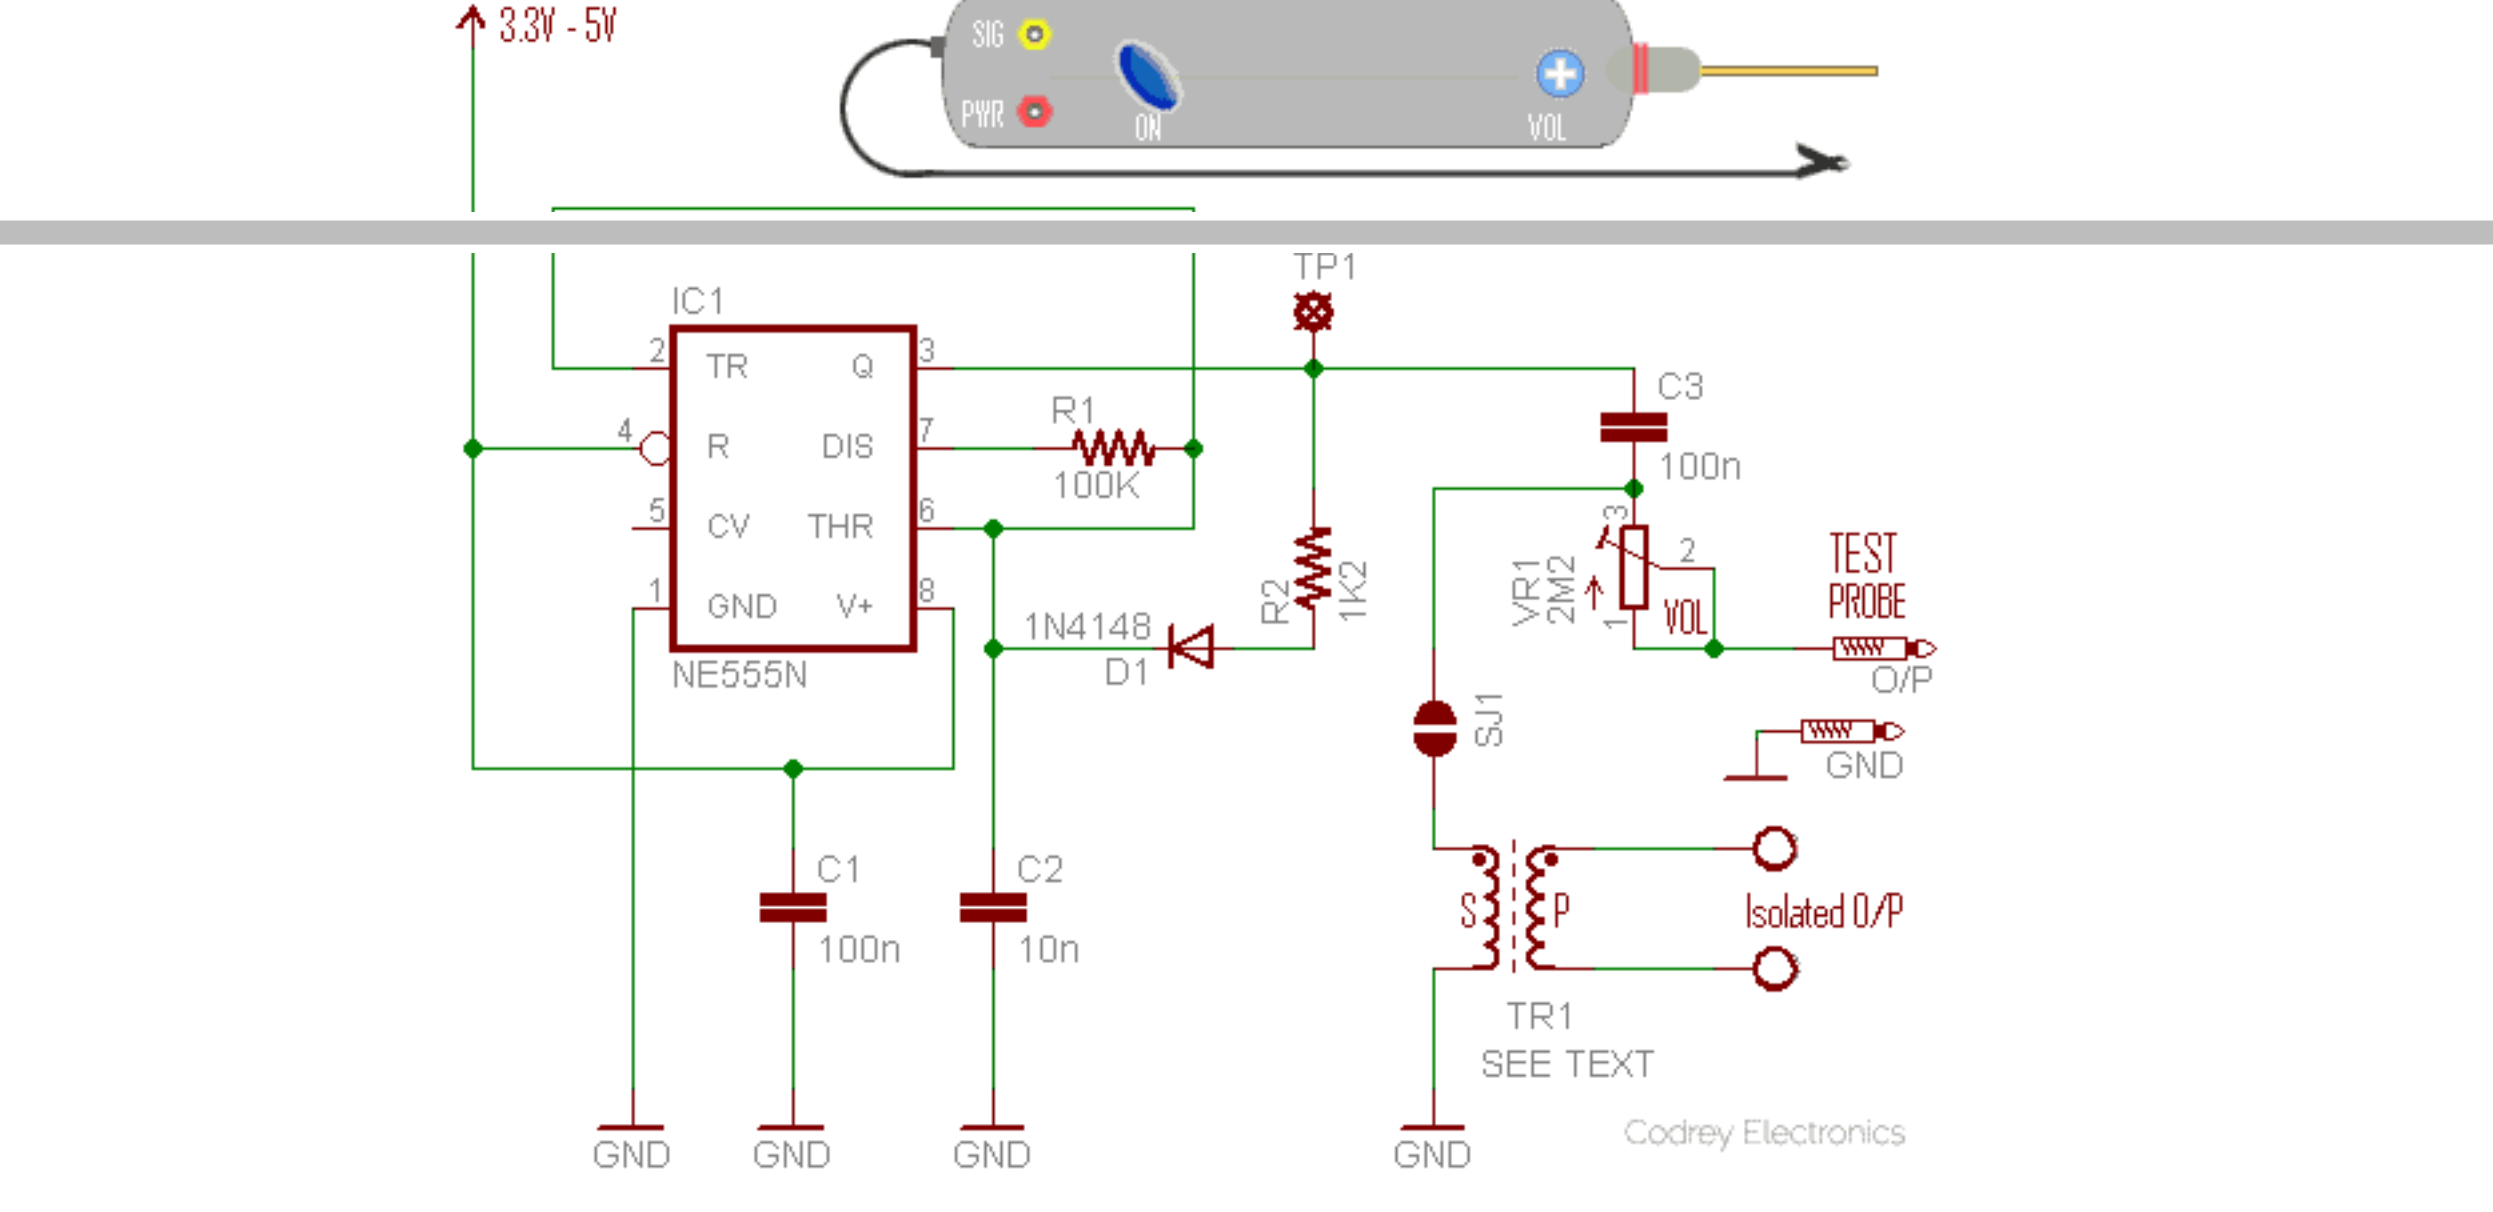 3.3V - 5V
SIG
PWR
ON
VOL
TP1
IC1
2
TR
Q
3
C3
4
R
DIS
7
R1
100K
100n
5
CV
THR
6
3
2
VR1
2M2
VOL
TEST
PROBE
O/P
1
1
GND
V+
8
R2
1K2
1N4148
D1
NE555N
SJ1
GND
C1
100n
C2
10n
S
P
Isolated O/P
TR1
SEE TEXT
Codrey Electronics
GND
GND
GND
GND